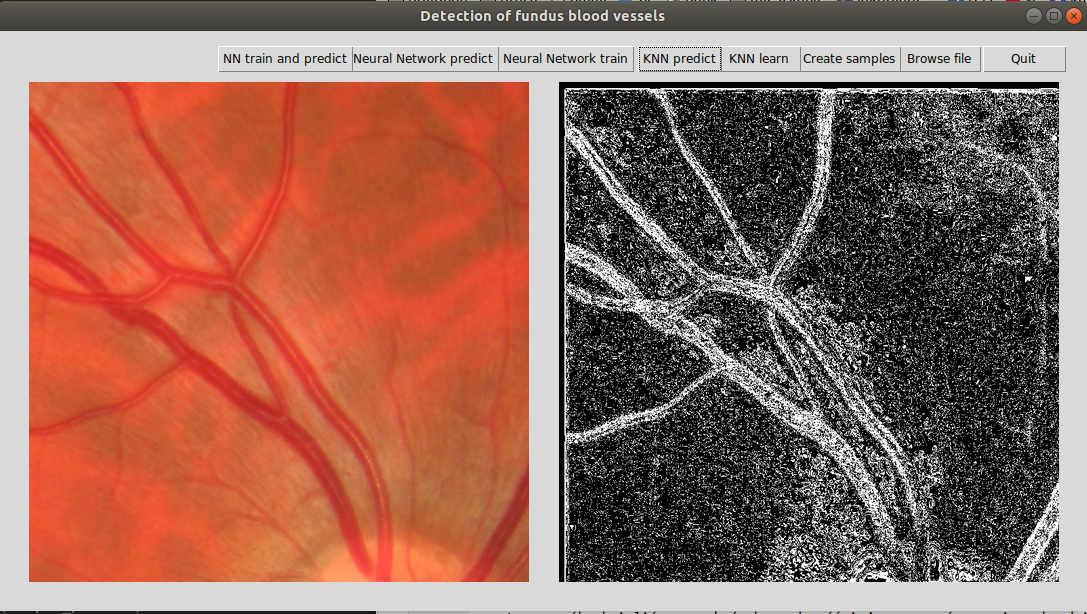 Detection of fundus blood vessels
NN train and predict Neural Network predict Neural Network train KNN predict KNN learn Create samples Browse file Quit